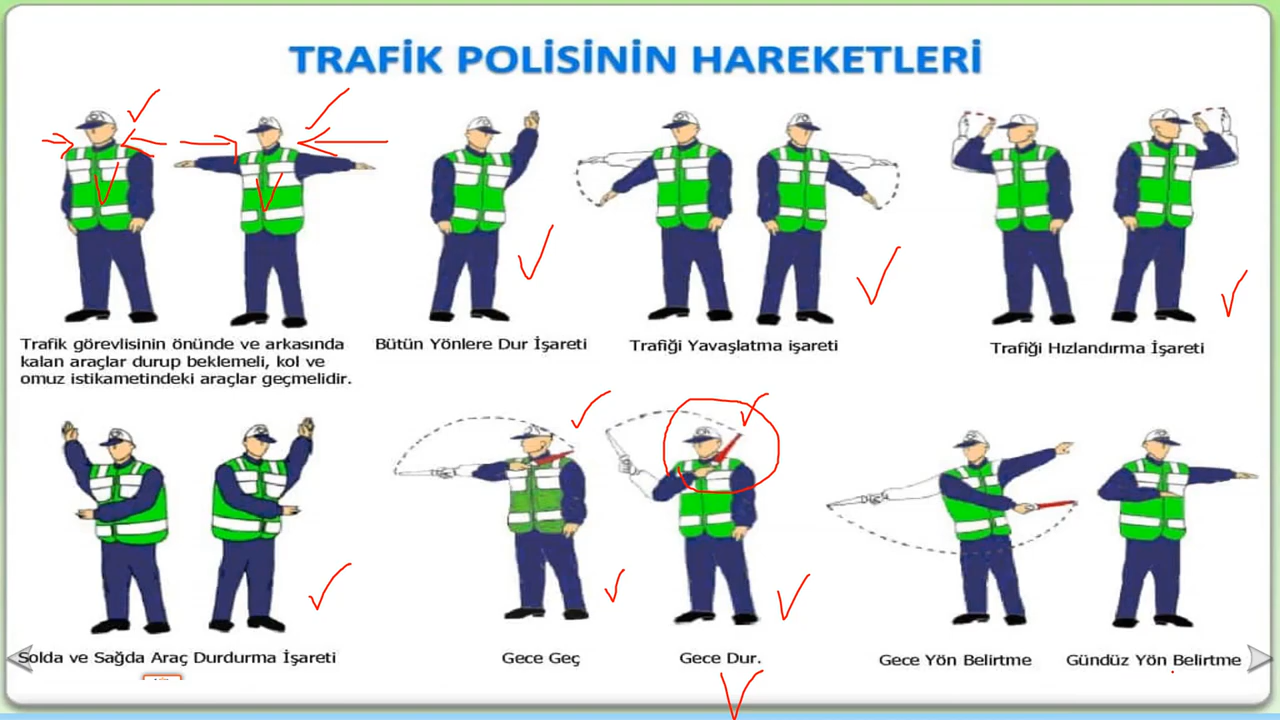 TRAFİK POLİSİNİN HAREKETLERİ
Trafik görevlisinin önünde ve arkasında
kalan araçlar durup beklemeli, kol ve
omuz istikametindeki araçlar geçmelidir.
Bütün Yönlere Dur İşareti
Trafiği Yavaşlatma işareti
Trafiği Hızlandırma İşareti
Solda ve Sağda Araç Durdurma İşareti
Gece Geç
Gece Dur.
Gece Yön Belirtme
Gündüz Yön Belirtme